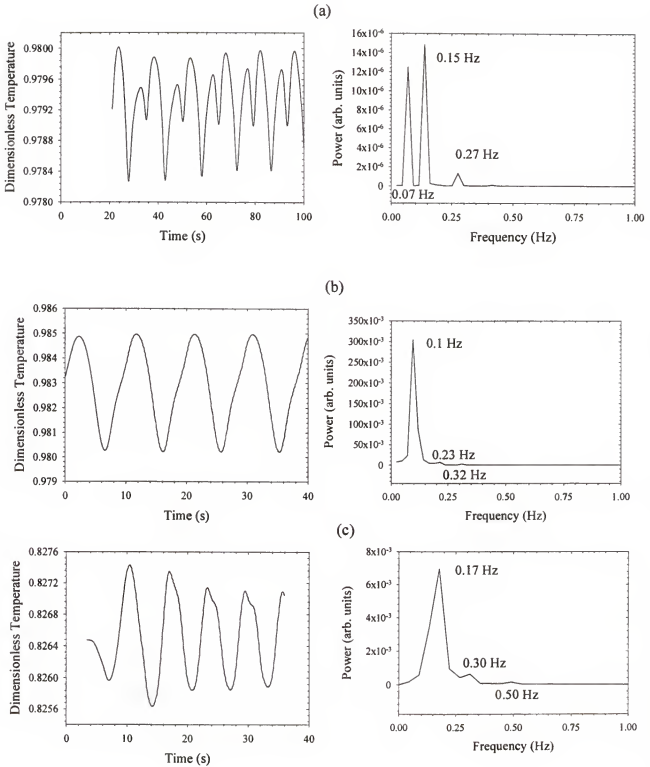 (a)
Dimensionless Temperature
0.9800
0.9796
0.9792
0.9788
0.9784
0.9780
0 20 40 60 80 100
Time (s)
Power (arb. units)
16x10-6
14x10-6
12x10-6
10x10-6
8x10-6
6x10-6
4x10-6
2x10-6
0
0.15 Hz
0.27 Hz
0.07 Hz
0.00 0.25 0.50 0.75 1.00
Frequency (Hz)
(b)
Dimensionless Temperature
0.986
0.985
0.984
0.983
0.982
0.981
0.980
0.979
0 10 20 30 40
Time (s)
Power (arb. units)
350x10-3
300x10-3
250x10-3
200x10-3
150x10-3
100x10-3
50x10-3
0
0.1 Hz
0.23 Hz
0.32 Hz
0.00 0.25 0.50 0.75 1.00
Frequency (Hz)
(c)
Dimensionless Temperature
0.8276
0.8272
0.8268
0.8264
0.8260
0.8256
0 10 20 30 40
Time (s)
Power (arb. units)
8x10-3
6x10-3
4x10-3
2x10-3
0
0.17 Hz
0.30 Hz
0.50 Hz
0.00 0.25 0.50 0.75 1.00
Frequency (Hz)